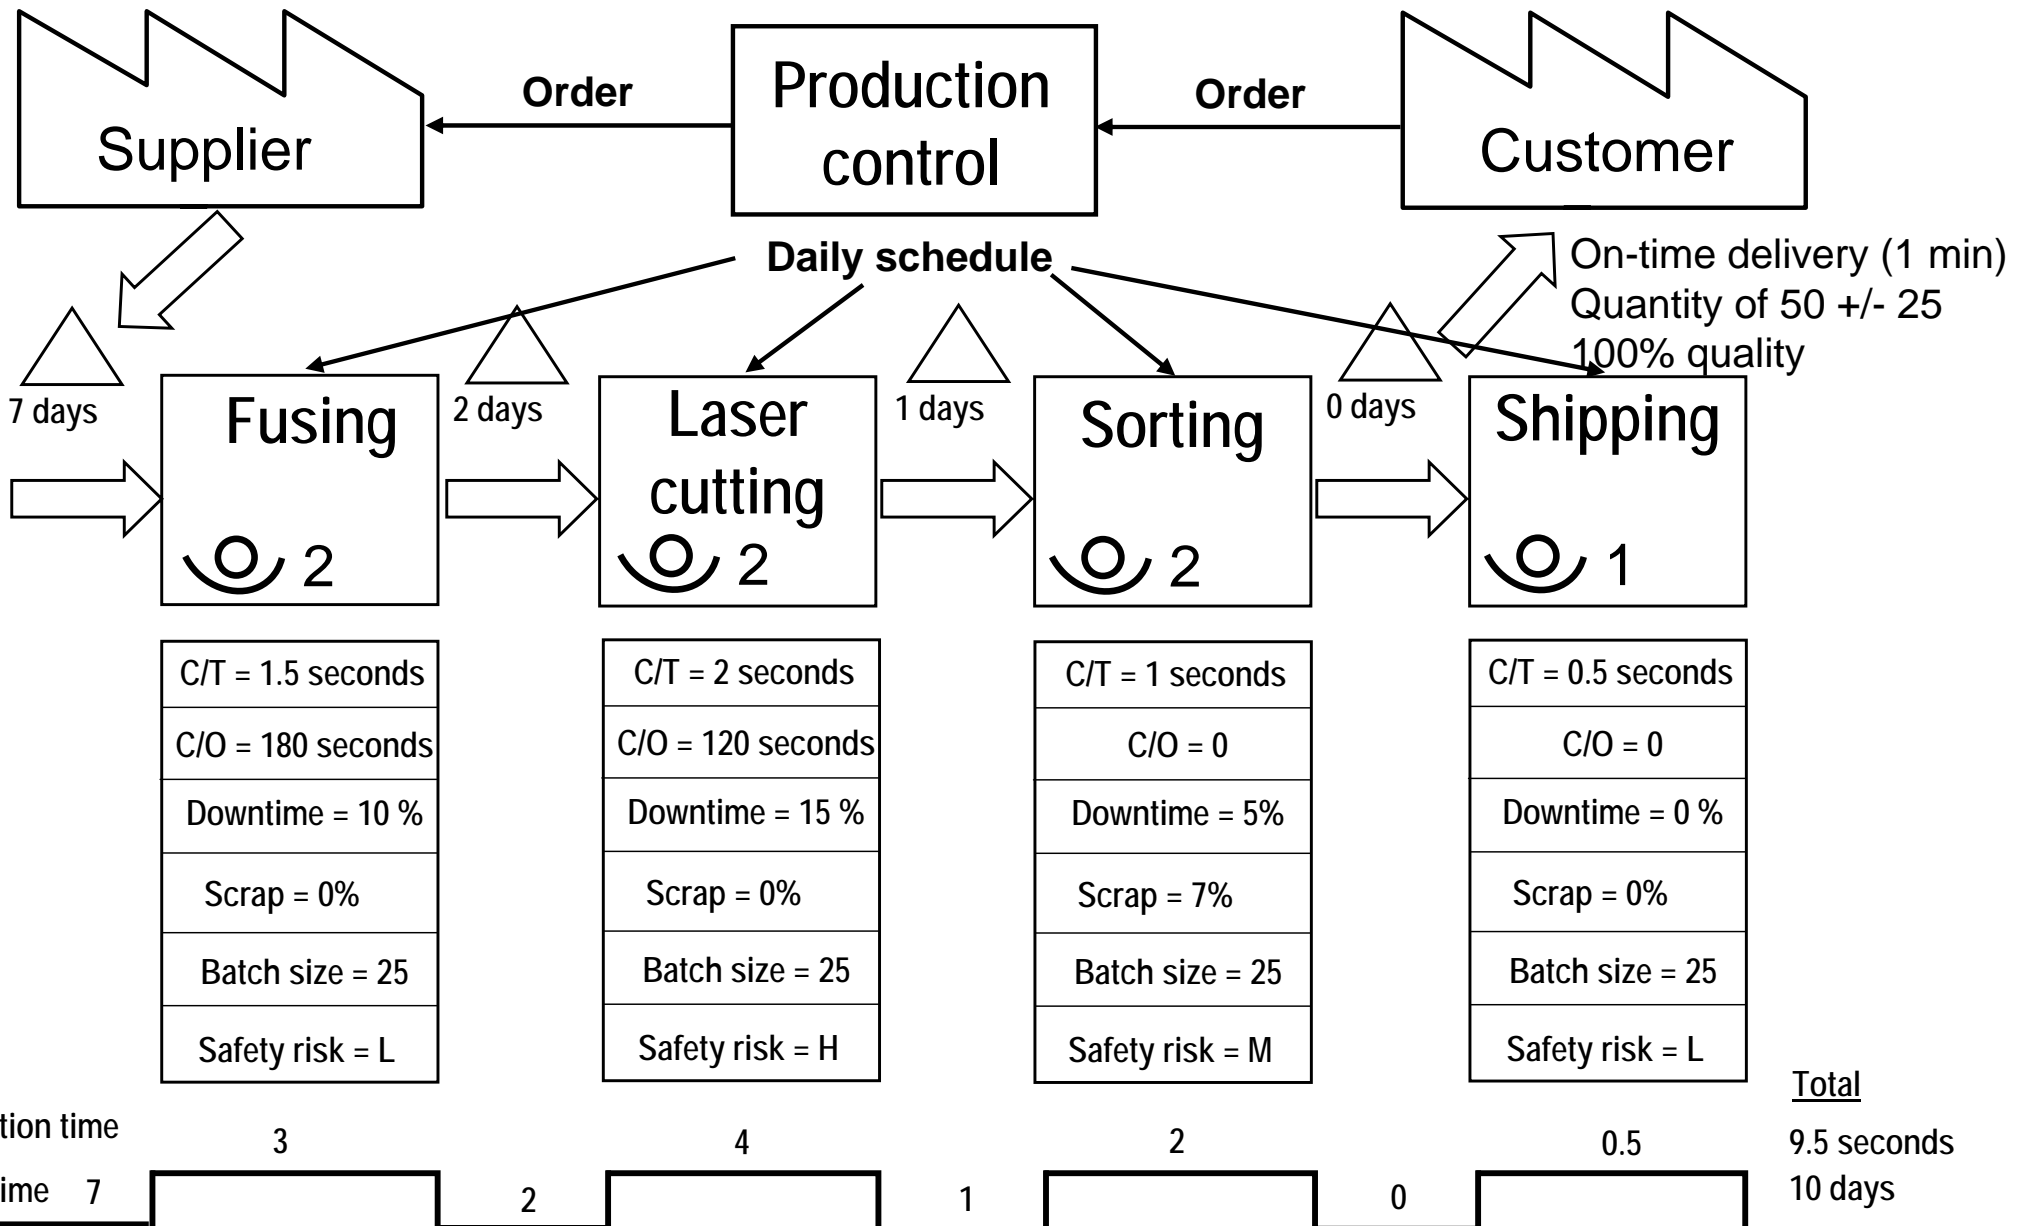 Supplier
Order
Production
control
Order
Customer
Daily schedule
On-time delivery (1 min)
Quantity of 50 +/- 25
100% quality
7 days
2 days
1 days
0 days
Fusing
2
Laser
cutting
2
Sorting
2
Shipping
1
C/T = 1.5 seconds
C/O = 180 seconds
Downtime = 10 %
Scrap = 0%
Batch size = 25
Safety risk = L
C/T = 2 seconds
C/O = 120 seconds
Downtime = 15 %
Scrap = 0%
Batch size = 25
Safety risk = H
C/T = 1 seconds
C/O = 0
Downtime = 5%
Scrap = 7%
Batch size = 25
Safety risk = M
C/T = 0.5 seconds
C/O = 0
Downtime = 0 %
Scrap = 0%
Batch size = 25
Safety risk = L
Total
tion time 3 4 2 0.5 9.5 seconds
ime 7 2 1 0 10 days